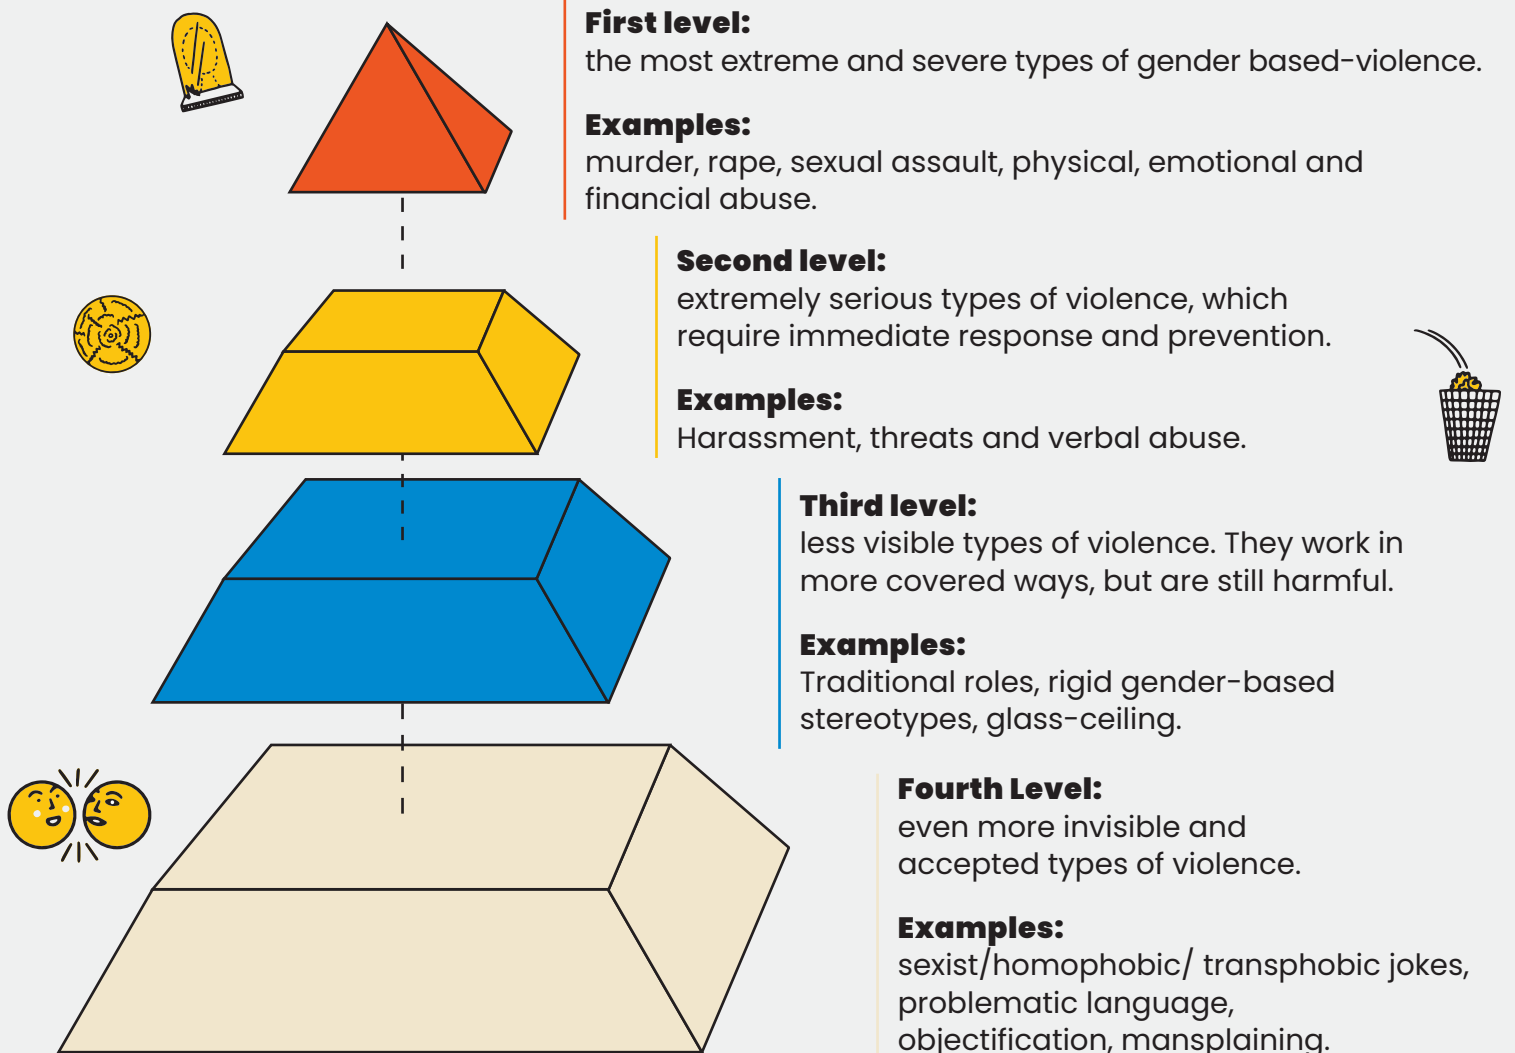 First level:
the most extreme and severe types of gender based-violence.
Examples:
murder, rape, sexual assault, physical, emotional and
financial abuse.
Second level:
extremely serious types of violence, which
require immediate response and prevention.
Examples:
Harassment, threats and verbal abuse.
Third level:
less visible types of violence. They work in
more covered ways, but are still harmful.
Examples:
Traditional roles, rigid gender-based
stereotypes, glass-ceiling.
Fourth Level:
even more invisible and
accepted types of violence.
Examples:
sexist/homophobic/ transphobic jokes,
problematic language,
objectification, mansplaining.